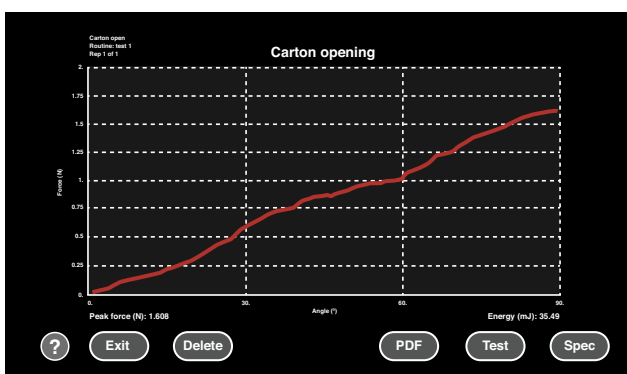 Carton open
Routine: test 1
Rep 1 of 1
Carton opening
2.
1.75
1.5
1.25
1.
0.75
0.5
0.25
0.
Force (N)
0.
30.
60.
90.
Angle (º)
Peak force (N): 1.608
Energy (mJ): 35.49
?
Exit
Delete
PDF
Test
Spec